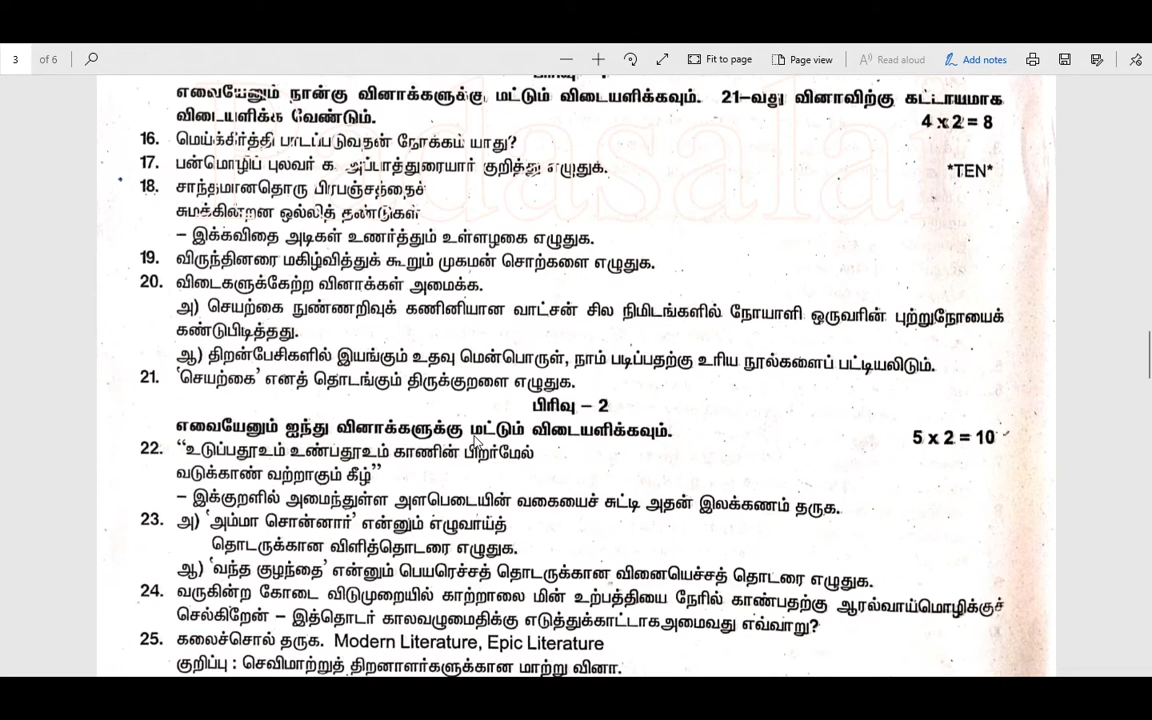 3 of 6 Fit to page Page view Read aloud Add notes
எவையேனும் நான்கு வினாக்களுக்கு மட்டும் விடையளிக்கவும். 21–வது வினாவிற்கு கட்டாயமாக
விடையளிக்க வேண்டும். 4 x 2 = 8
16. மெய்க்கீர்த்தி பாடப்படுவதன் நோக்கம் யாது?
17. பன்மொழிப் புலவர் க. அப்பாத்துரையார் குறித்து எழுதுக. *TEN*
18. சாந்தமானதொரு பிரபஞ்சத்தைச்
சுமக்கின்றன ஒல்லித் தண்டுகள்
– இக்கவிதை அடிகள் உணர்த்தும் உள்ளழகை எழுதுக.
19. விருந்தினரை மகிழ்வித்துக் கூறும் முகமன் சொற்களை எழுதுக.
20. விடைகளுக்கேற்ற வினாக்கள் அமைக்க.
அ) செயற்கை நுண்ணறிவுக் கணினியான வாட்சன் சில நிமிடங்களில் நோயாளி ஒருவரின் புற்றுநோயைக்
கண்டுபிடித்தது.
ஆ) திறன்பேசிகளில் இயங்கும் உதவு மென்பொருள், நாம் படிப்பதற்கு உரிய நூல்களைப் பட்டியலிடும்.
21. ‘செயற்கை’ எனத் தொடங்கும் திருக்குறளை எழுதுக.
பிரிவு – 2
எவையேனும் ஐந்து வினாக்களுக்கு மட்டும் விடையளிக்கவும். 5 x 2 = 10
22. “உடுப்பதூஉம் உண்பதூஉம் காணின் பிறர்மேல்
வடுக்காண் வற்றாகும் கீழ்”
– இக்குறளில் அமைந்துள்ள அளபெடையின் வகையைச் சுட்டி அதன் இலக்கணம் தருக.
23. அ) ‘அம்மா சொன்னார்’ என்னும் எழுவாய்த்
தொடருக்கான விளித்தொடரை எழுதுக.
ஆ) ‘வந்த குழந்தை’ என்னும் பெயரெச்சத் தொடருக்கான வினையெச்சத் தொடரை எழுதுக.
24. வருகின்ற கோடை விடுமுறையில் காற்றாலை மின் உற்பத்தியை நேரில் காண்பதற்கு ஆரல்வாய்மொழிக்குச்
செல்கிறேன் – இத்தொடர் காலவழுமைதிக்கு எடுத்துக்காட்டாகஅமைவது எவ்வாறு?
25. கலைச்சொல் தருக. Modern Literature, Epic Literature
குறிப்பு : செவிமாற்றுத் திறனாளர்களுக்கான மாற்று வினா.